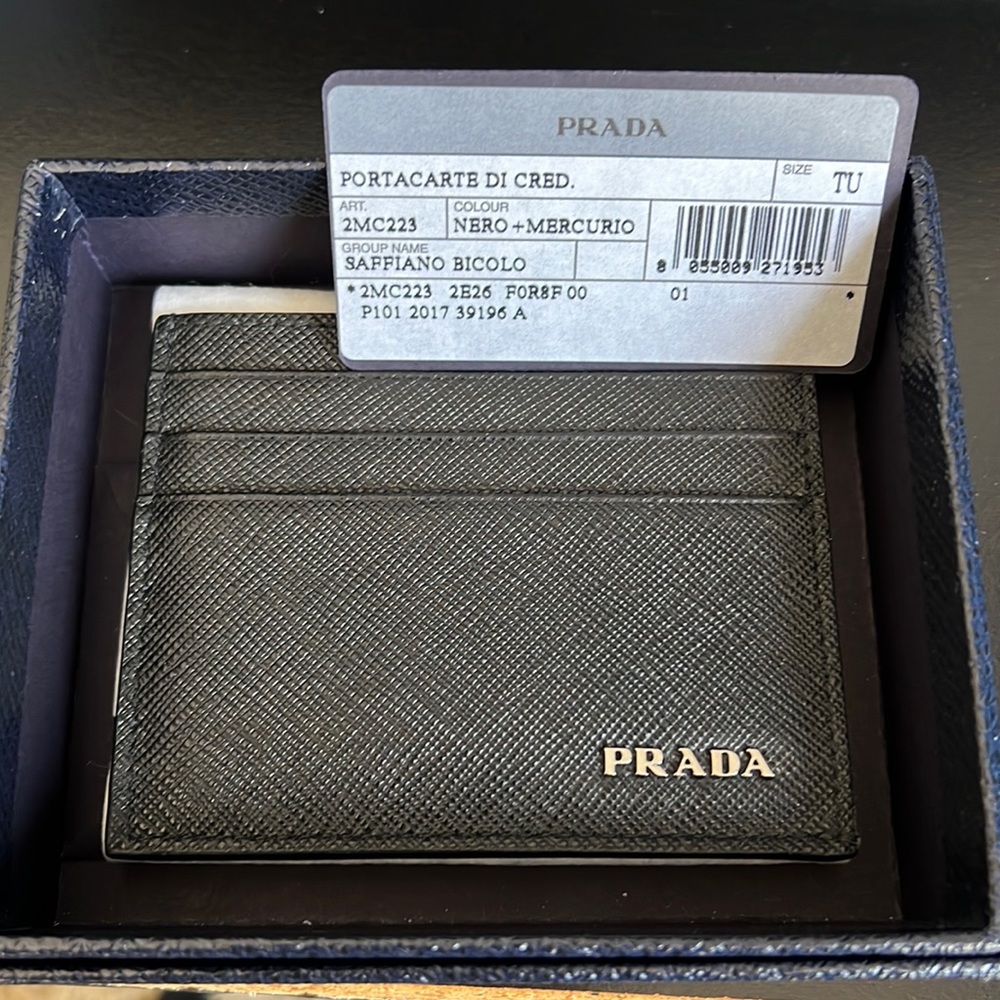 PRADA
PORTACARTE DI CRED.
SIZE
TU
ART.
2MC223
COLOUR
NERO+MERCURIO
GROUP NAME
SAFFIANO BICOLO
8 055009 271953
*2MC223 2E26 F0R8F 00 01 *
P101 2017 39196 A
PRADA